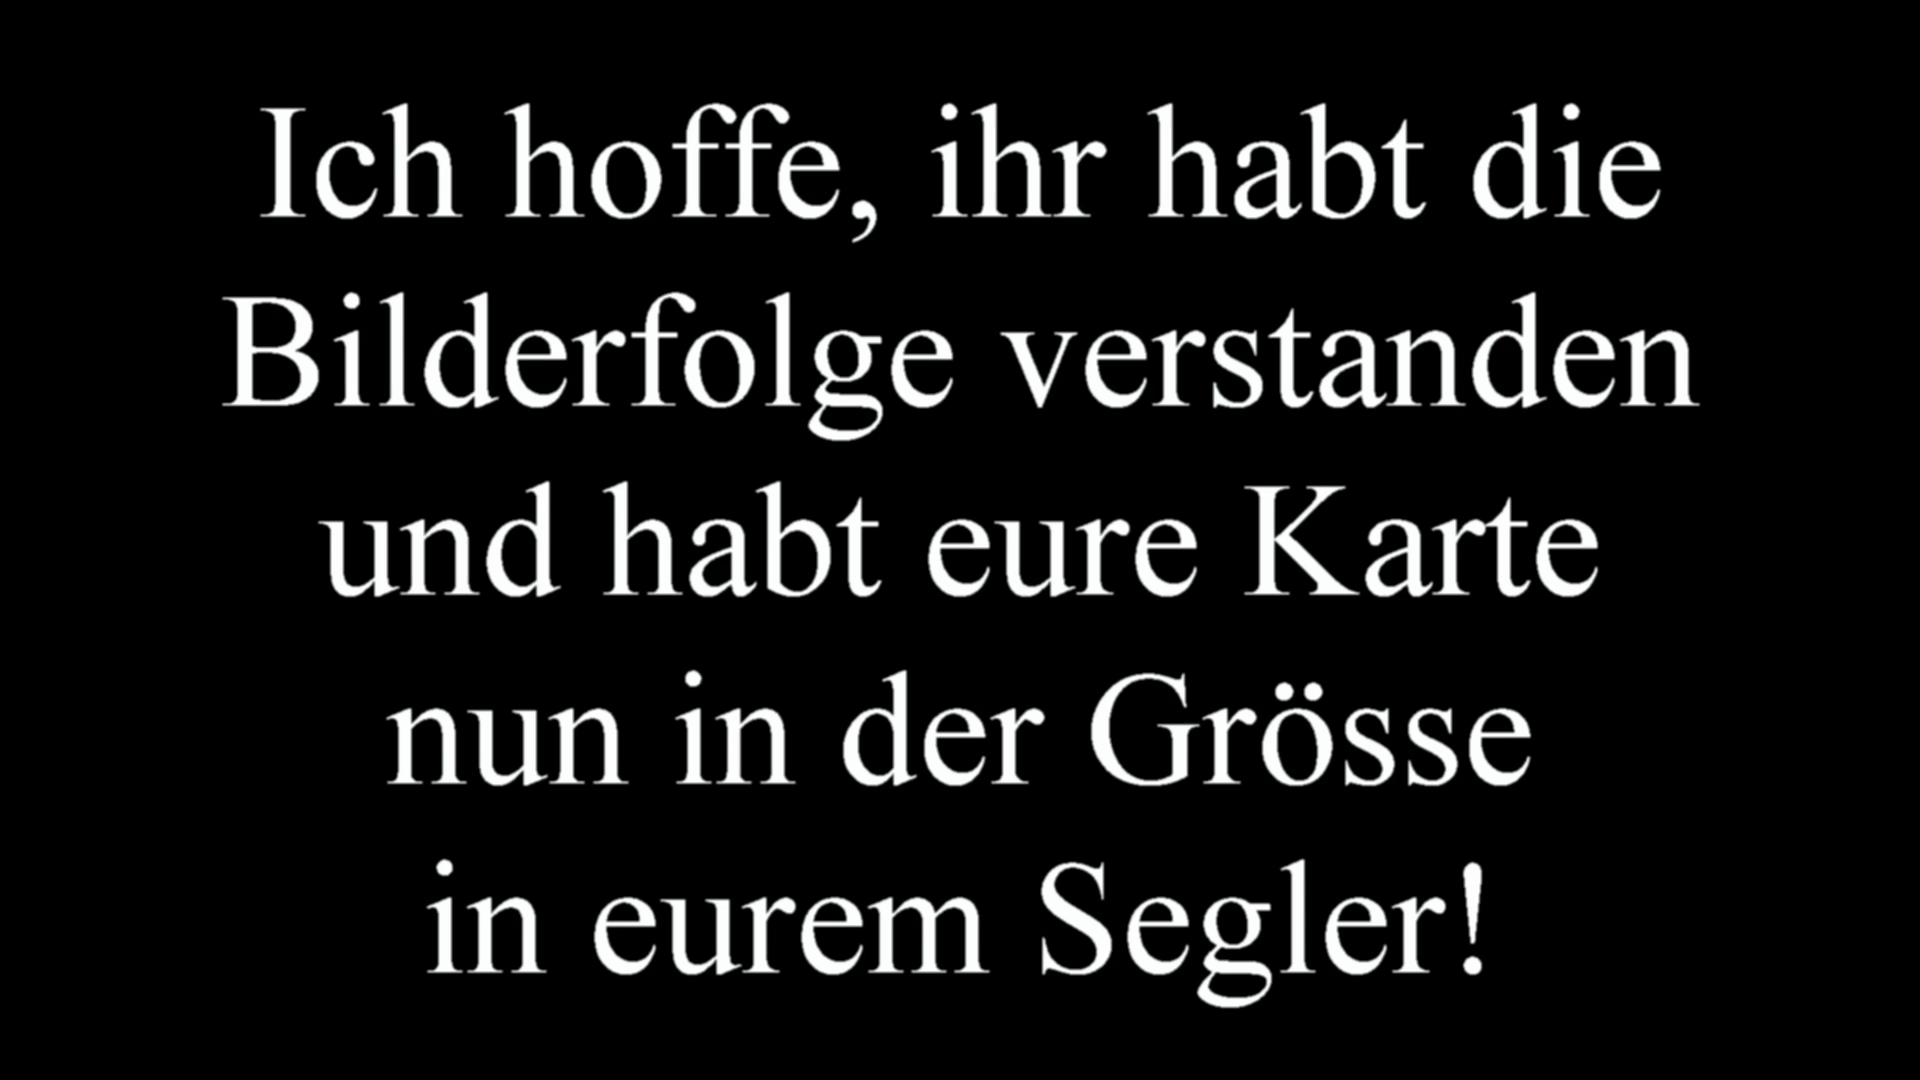 Ich hoffe, ihr habt die
Bilderfolge verstanden
und habt eure Karte
nun in der Grösse
in eurem Segler!